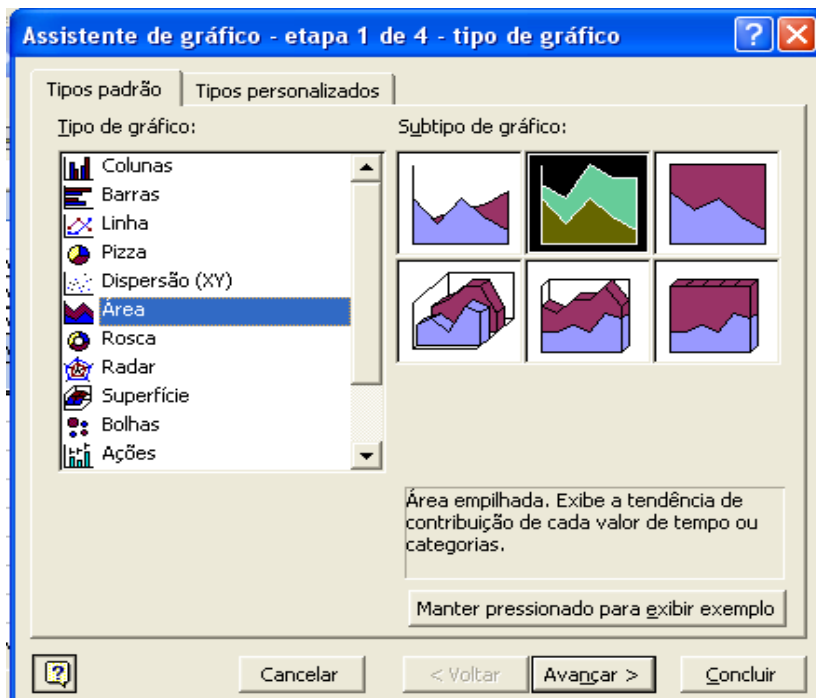 Assistente de gráfico - etapa 1 de 4 - tipo de gráfico
Tipos padrão
Tipos personalizados
Tipo de gráfico:
Colunas
Barras
Linha
Pizza
Dispersão (XY)
Área
Rosca
Radar
Superfície
Bolhas
Ações
Subtipo de gráfico:
Área empilhada. Exibe a tendência de
contribuição de cada valor de tempo ou
categorias.
Manter pressionado para exibir exemplo
Cancelar
< Voltar
Avançar >
Concluir